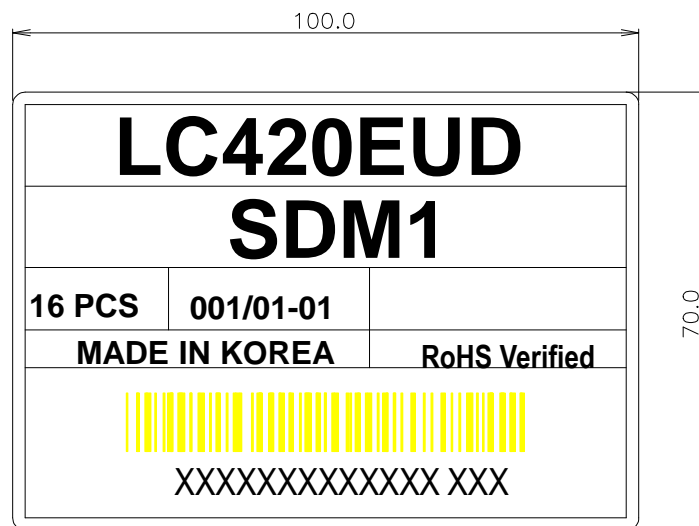 100.0
LC420EUD
SDM1
16 PCS 001/01-01
70.0
MADE IN KOREA RoHS Verified
XXXXXXXXXXXXX XXX